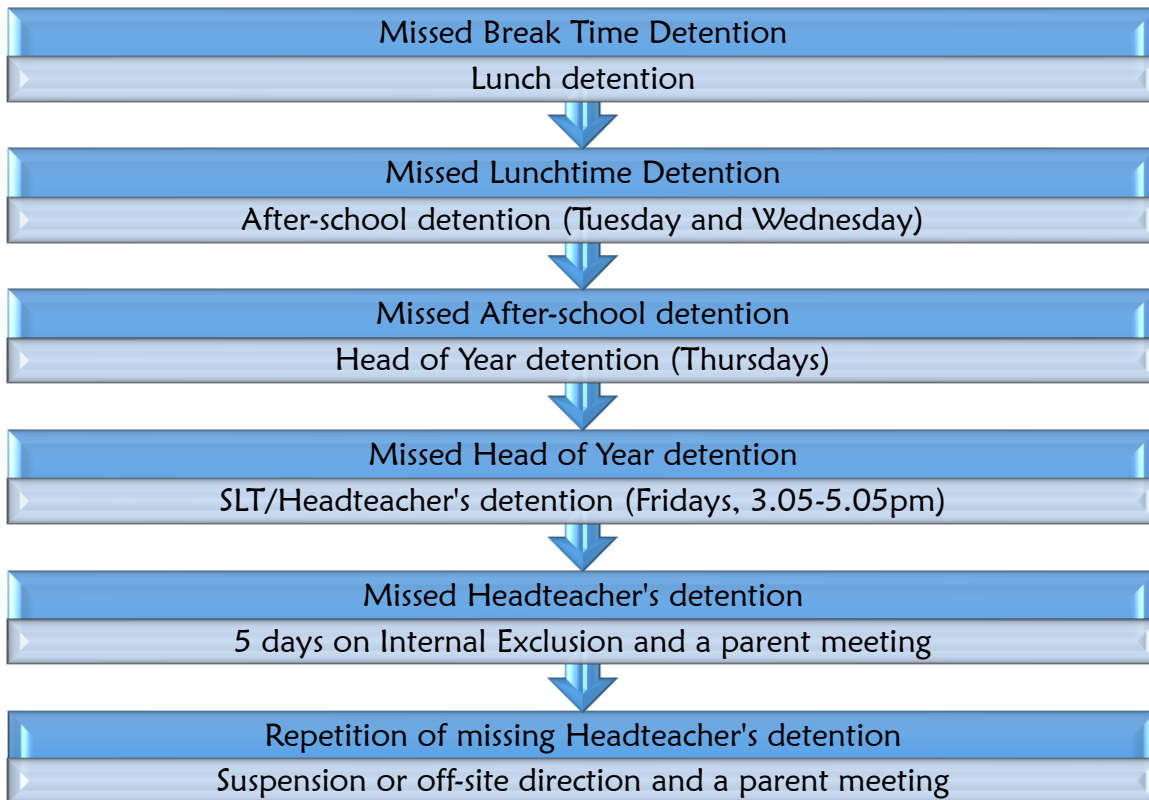 Missed Break Time Detention
Lunch detention
Missed Lunchtime Detention
After-school detention (Tuesday and Wednesday)
Missed After-school detention
Head of Year detention (Thursdays)
Missed Head of Year detention
SLT/Headteacher's detention (Fridays, 3.05-5.05pm)
Missed Headteacher's detention
5 days on Internal Exclusion and a parent meeting
Repetition of missing Headteacher's detention
Suspension or off-site direction and a parent meeting